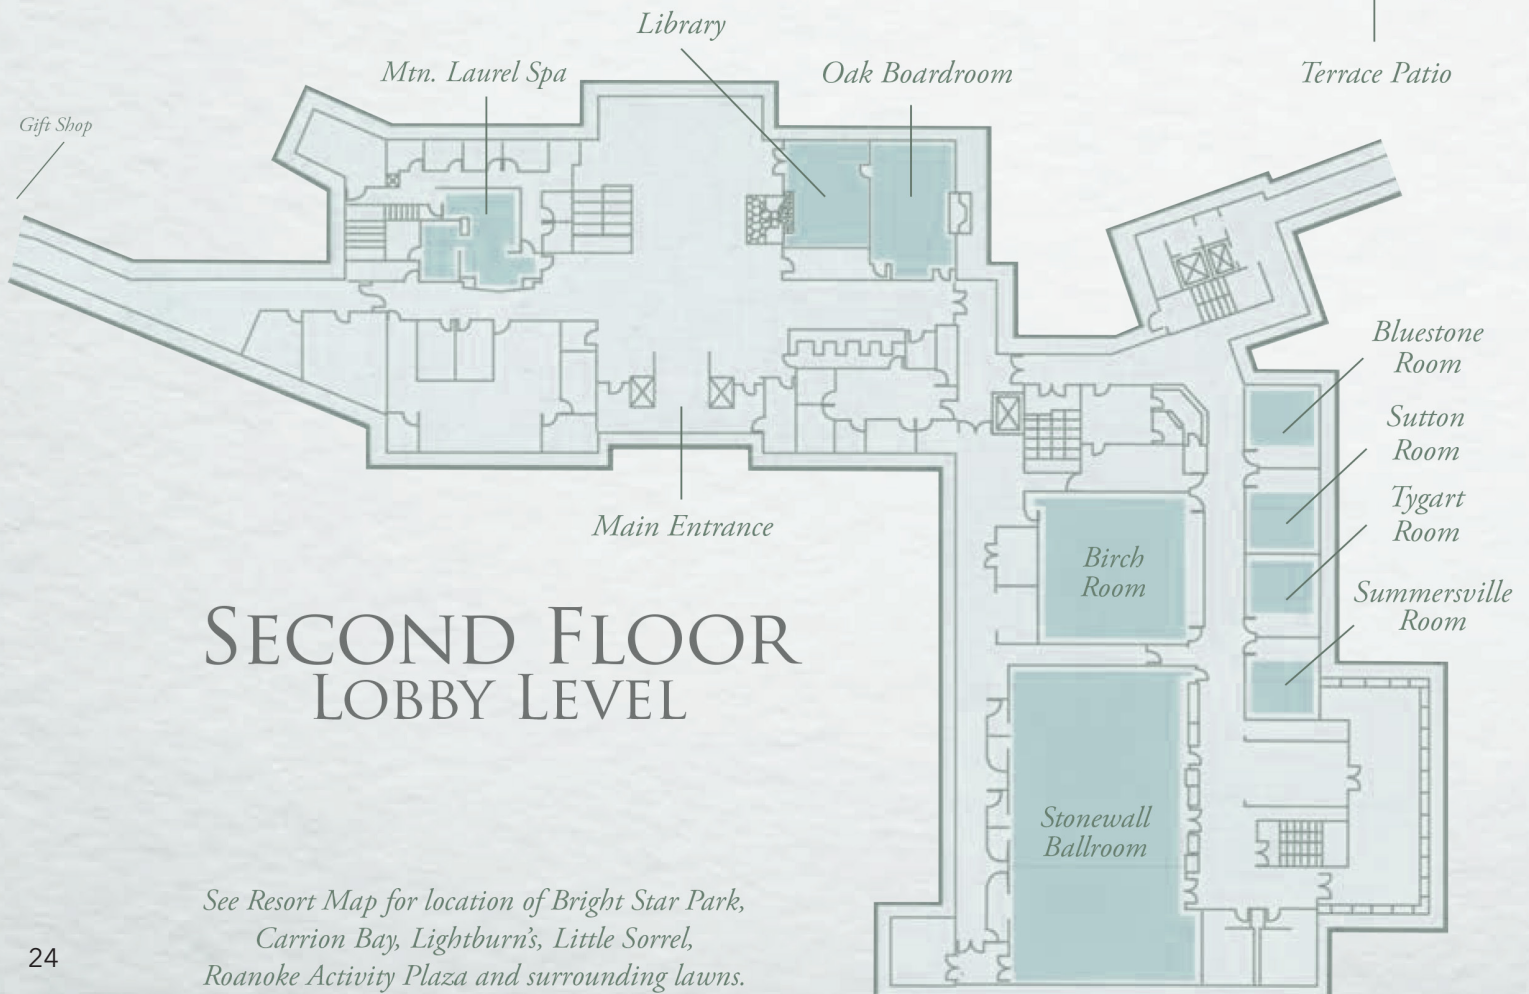 Library
Mtn. Laurel Spa
Oak Boardroom
Terrace Patio
Gift Shop
Bluestone
Room
Sutton
Room
Tygart
Room
Summersville
Room
Main Entrance
Birch
Room
SECOND FLOOR
LOBBY LEVEL
Stonewall
Ballroom
See Resort Map for location of Bright Star Park,
Carrion Bay, Lightburn's, Little Sorrel,
Roanoke Activity Plaza and surrounding lawns.
24